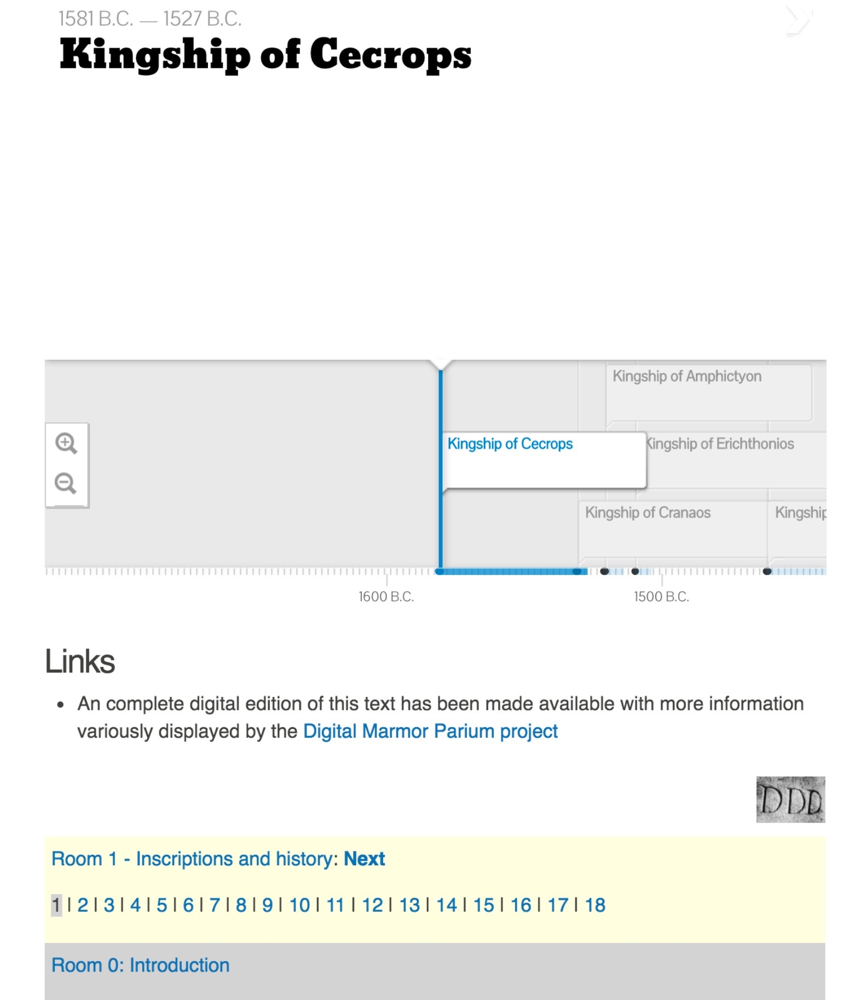 1581 B.C. — 1527 B.C.
Kingship of Cecrops
Kingship of Amphictyon
Kingship of Cecrops
Kingship of Erichthonios
Kingship of Cranaos
Kingship
1600 B.C.
1500 B.C.
Links
• An complete digital edition of this text has been made available with more information
variously displayed by the Digital Marmor Parium project
DDD
Room 1 - Inscriptions and history: Next
1 | 2 | 3 | 4 | 5 | 6 | 7 | 8 | 9 | 10 | 11 | 12 | 13 | 14 | 15 | 16 | 17 | 18
Room 0: Introduction